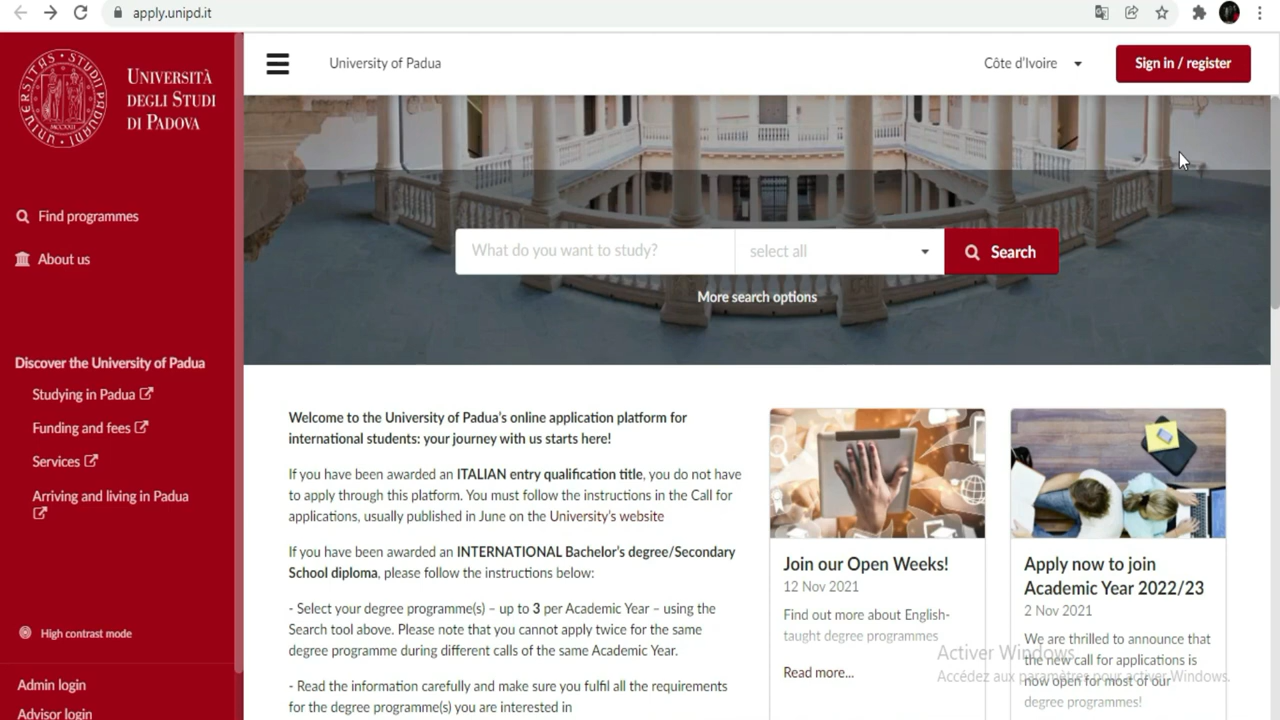 apply.unipd.it
UNIVERSITÀ
DEGLI STUDI
DI PADOVA
University of Padua
Côte d'Ivoire
Sign in / register
Find programmes
About us
What do you want to study?
select all
Search
More search options
Discover the University of Padua
Studying in Padua
Funding and fees
Services
Arriving and living in Padua
High contrast mode
Admin login
Advisor login
Welcome to the University of Padua's online application platform for
international students: your journey with us starts here!
If you have been awarded an ITALIAN entry qualification title, you do not have
to apply through this platform. You must follow the instructions in the Call for
applications, usually published in June on the University's website
If you have been awarded an INTERNATIONAL Bachelor's degree/Secondary
School diploma, please follow the instructions below:
- Select your degree programme(s) – up to 3 per Academic Year – using the
Search tool above. Please note that you cannot apply twice for the same
degree programme during different calls of the same Academic Year.
- Read the information carefully and make sure you fulfil all the requirements
for the degree programme(s) you are interested in
Join our Open Weeks!
12 Nov 2021
Find out more about English-
taught degree programmes
Read more...
Apply now to join
Academic Year 2022/23
2 Nov 2021
We are thrilled to announce that
the new call for applications is
now open for most of our
degree programmes!
Activer Windows
Accédez aux paramètres pour activer Windows.